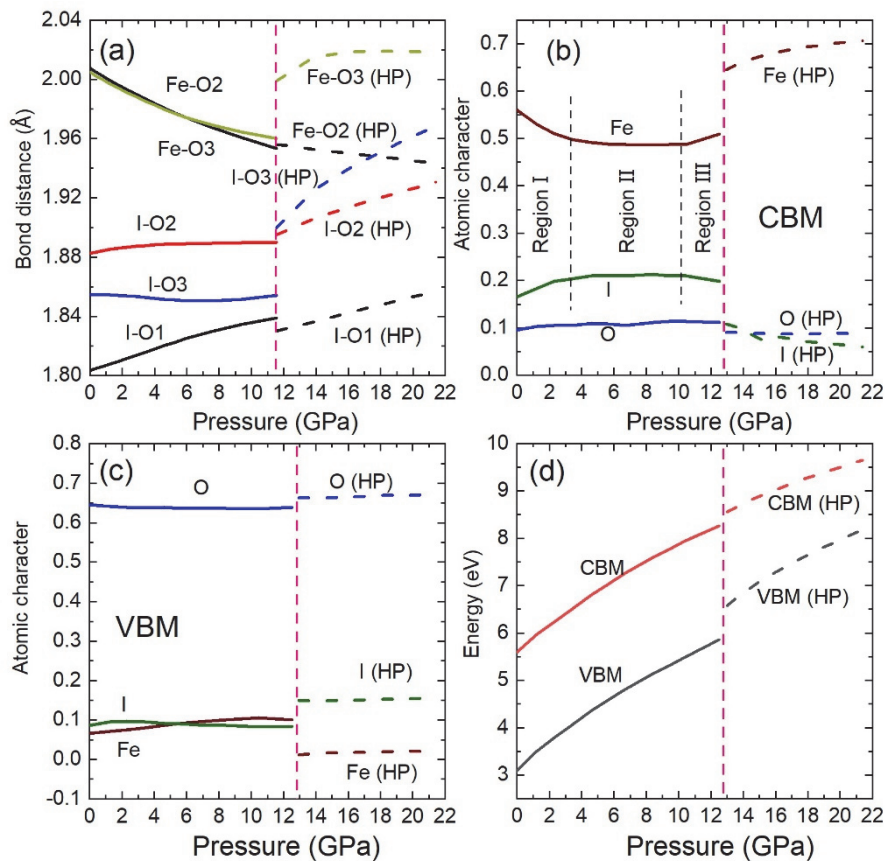 (a)
2.04
2.00
1.96
1.92
1.88
1.84
1.80
Bond distance (Å)
Fe-O2
Fe-O3
Fe-O3 (HP)
Fe-O2 (HP)
I-O3 (HP)
I-O2
I-O2 (HP)
I-O3
I-O1
I-O1 (HP)
0 2 4 6 8 10 12 14 16 18 20 22
Pressure (GPa)
(b)
0.7
0.6
0.5
0.4
0.3
0.2
0.1
0.0
Atomic character
Fe (HP)
Fe
Region I
Region II
Region III
CBM
I
O
O (HP)
I (HP)
0 2 4 6 8 10 12 14 16 18 20 22
Pressure (GPa)
(c)
0.8
0.7
0.6
0.5
0.4
0.3
0.2
0.1
0.0
-0.1
Atomic character
O
O (HP)
VBM
I (HP)
I
Fe
Fe (HP)
0 2 4 6 8 10 12 14 16 18 20 22
Pressure (GPa)
(d)
10
9
8
7
6
5
4
3
Energy (eV)
CBM
CBM (HP)
VBM
VBM (HP)
0 2 4 6 8 10 12 14 16 18 20 22
Pressure (GPa)